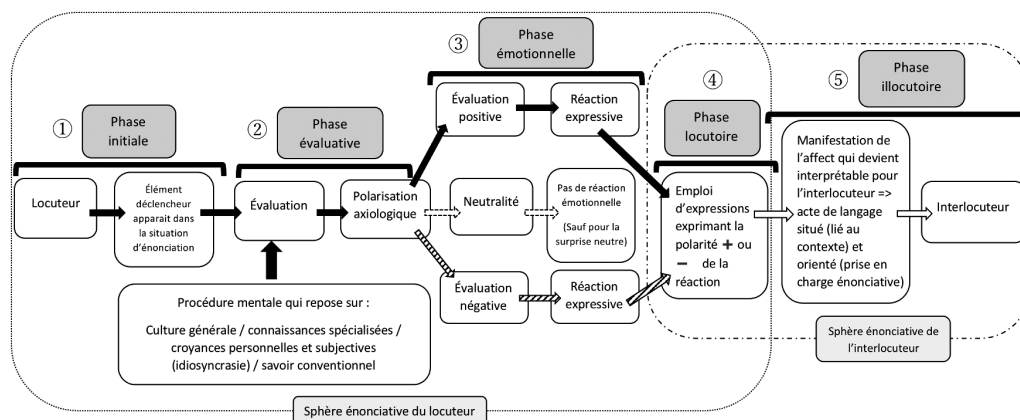 ① Phase
initiale
② Phase
évaluative
③ Phase
émotionnelle
④ Phase
locutoire
⑤ Phase
illocutoire
Locuteur
Élément
déclencheur
apparait dans
la situation
d'énonciation
Évaluation
Polarisation
axiologique
Évaluation
positive
Réaction
expressive
Neutralité
Pas de réaction
émotionnelle
(Sauf pour la
surprise neutre)
Évaluation
négative
Réaction
expressive
Emploi
d'expressions
exprimant la
polarité + ou
− de la
réaction
Manifestation de
l'affect qui devient
interprétable pour
l'interlocuteur =>
acte de langage
situé (lié au
contexte) et
orienté (prise en
charge énonciative)
Interlocuteur
Procédure mentale qui repose sur :
Culture générale / connaissances spécialisées /
croyances personnelles et subjectives
(idiosyncrasie) / savoir conventionnel
Sphère énonciative de
l'interlocuteur
Sphère énonciative du locuteur